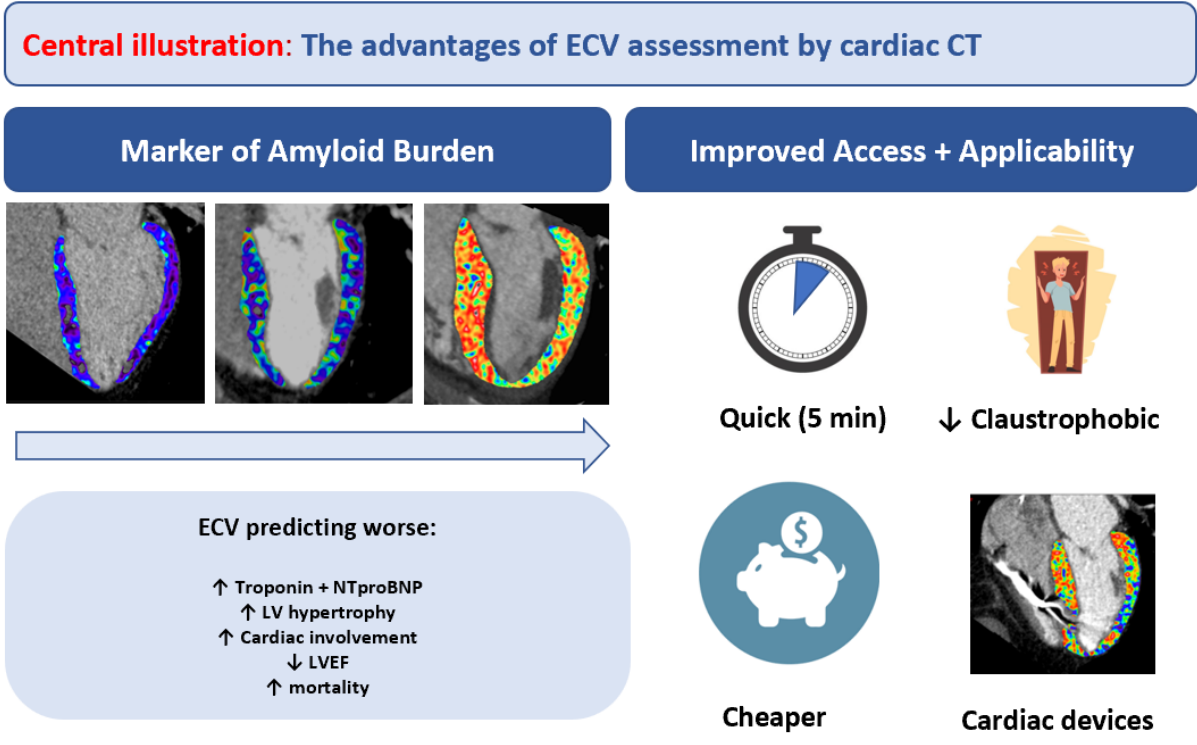 Central illustration: The advantages of ECV assessment by cardiac CT
Marker of Amyloid Burden
Improved Access + Applicability
ECV predicting worse:
↑ Troponin + NTproBNP
↑ LV hypertrophy
↑ Cardiac involvement
↓ LVEF
↑ mortality
Quick (5 min)
↓ Claustrophobic
$
Cheaper
Cardiac devices